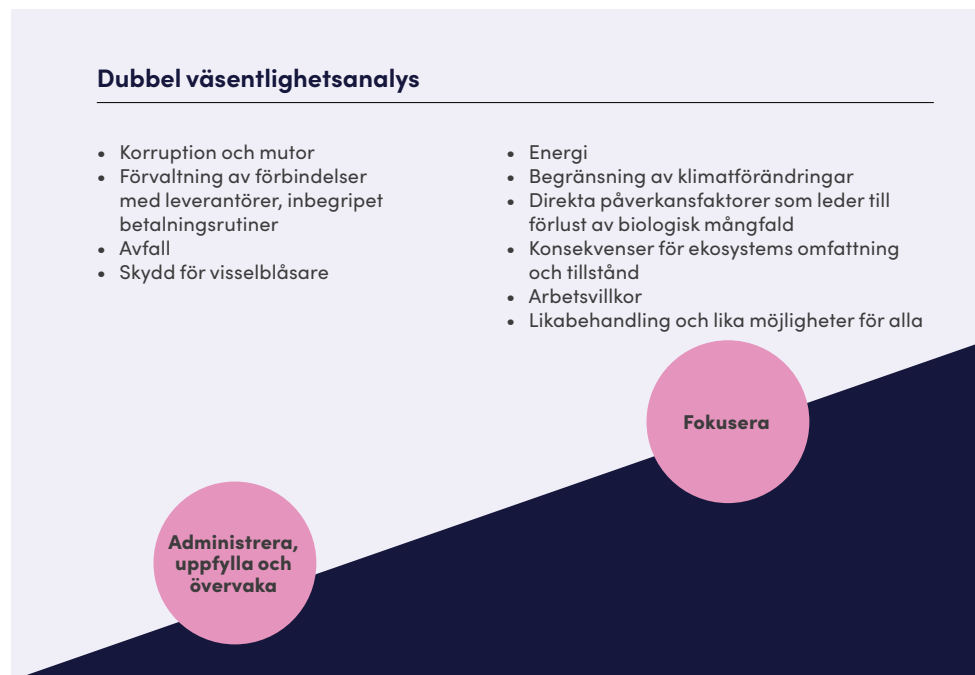 Dubbel väsentlighetsanalys
• Korruption och mutor
• Förvaltning av förbindelser
med leverantörer, inbegripet
betalningsrutiner
• Avfall
• Skydd för visselblåsare
• Energi
• Begränsning av klimatförändringar
• Direkta påverkansfaktorer som leder till
förlust av biologisk mångfald
• Konsekvenser för ekosystems omfattning
och tillstånd
• Arbetsvillkor
• Likabehandling och lika möjligheter för alla
Fokusera
Administrera,
uppfylla och
övervaka